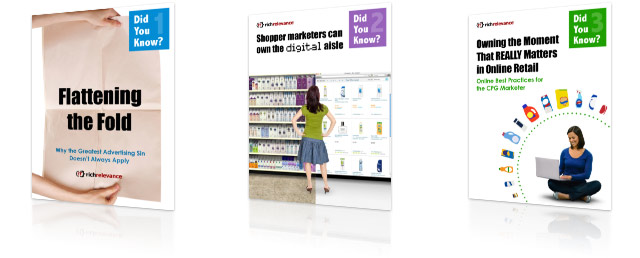 Did
You
Know?
1
Flattening
the Fold
Why the Greatest Advertising Sin
Doesn't Always Apply
richrelevance
richrelevance
Did
You
Know?
2
Shopper marketers can
own the digital aisle
richrelevance
Did
You
Know?
3
Owning the Moment
That REALLY Matters
in Online Retail
Online Best Practices for
the CPG Marketer